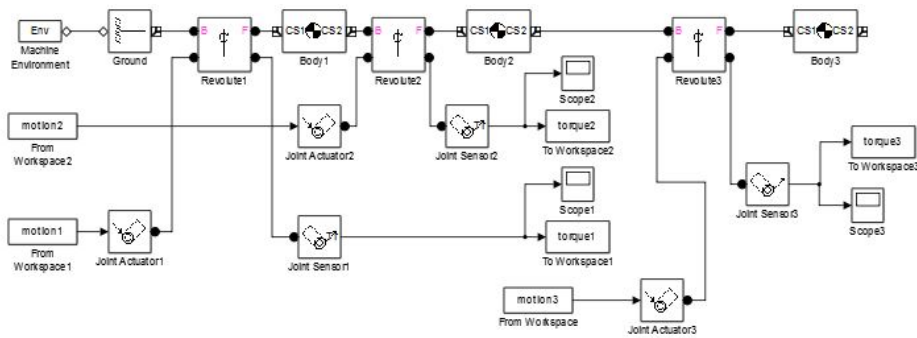 Env
Machine
Environment
Ground
B
F
Revolute1
CS1
CS2
Body1
B
F
Revolute2
CS1
CS2
Body2
B
F
Revolute3
CS1
CS2
Body3
motion2
From
Workspace2
Joint Actuator2
Joint Sensor2
Scope2
torque2
To Workspace2
torque3
To Workspace3
Joint Sensor3
Scope3
motion1
From
Workspace1
Joint Actuator1
Joint Sensor1
Scope1
torque1
To Workspace1
motion3
From Workspace
Joint Actuator3